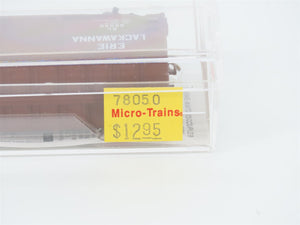 ERIE
LACKAWANNA
78050
Micro-Trains®
$1295